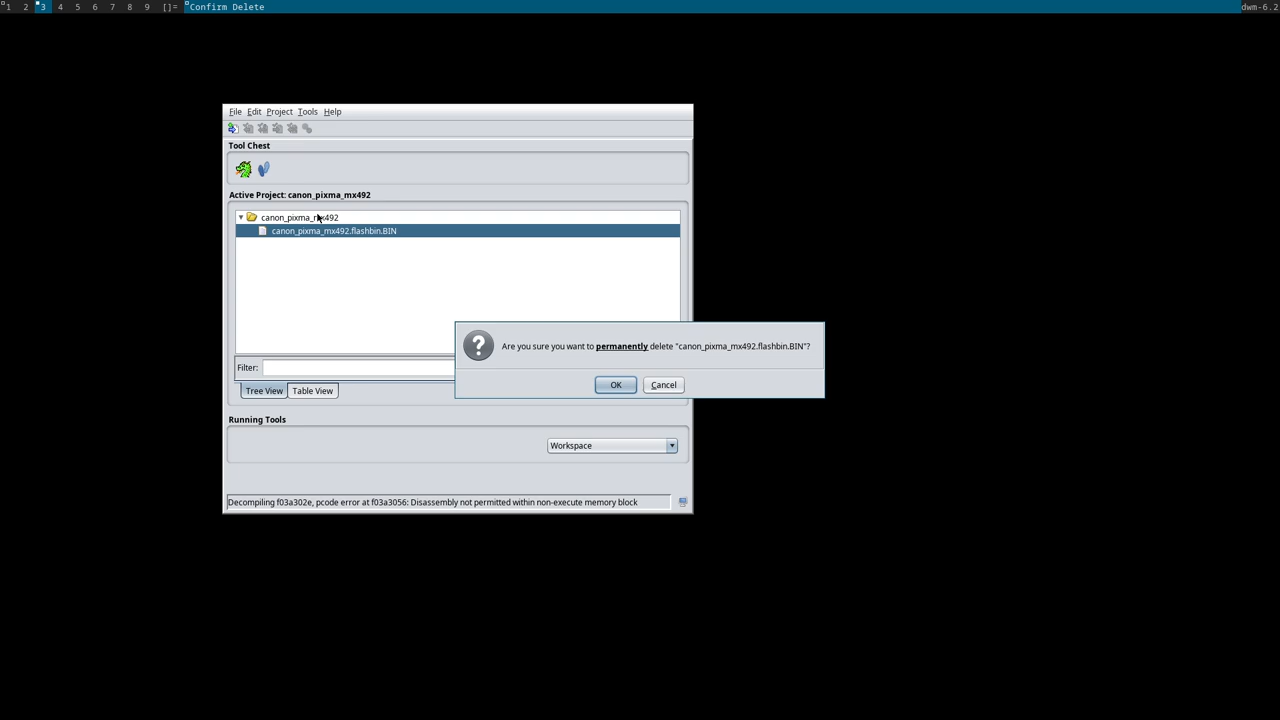 1 2 3 4 5 6 7 8 9 []= Confirm Delete dwm-6.2
File Edit Project Tools Help
Tool Chest
Active Project: canon_pixma_mx492
canon_pixma_mx492
canon_pixma_mx492.flashbin.BIN
Are you sure you want to permanently delete "canon_pixma_mx492.flashbin.BIN"?
Filter:
OK Cancel
Tree View Table View
Running Tools
Workspace
Decompiling f03a302e, pcode error at f03a3056: Disassembly not permitted within non-execute memory block